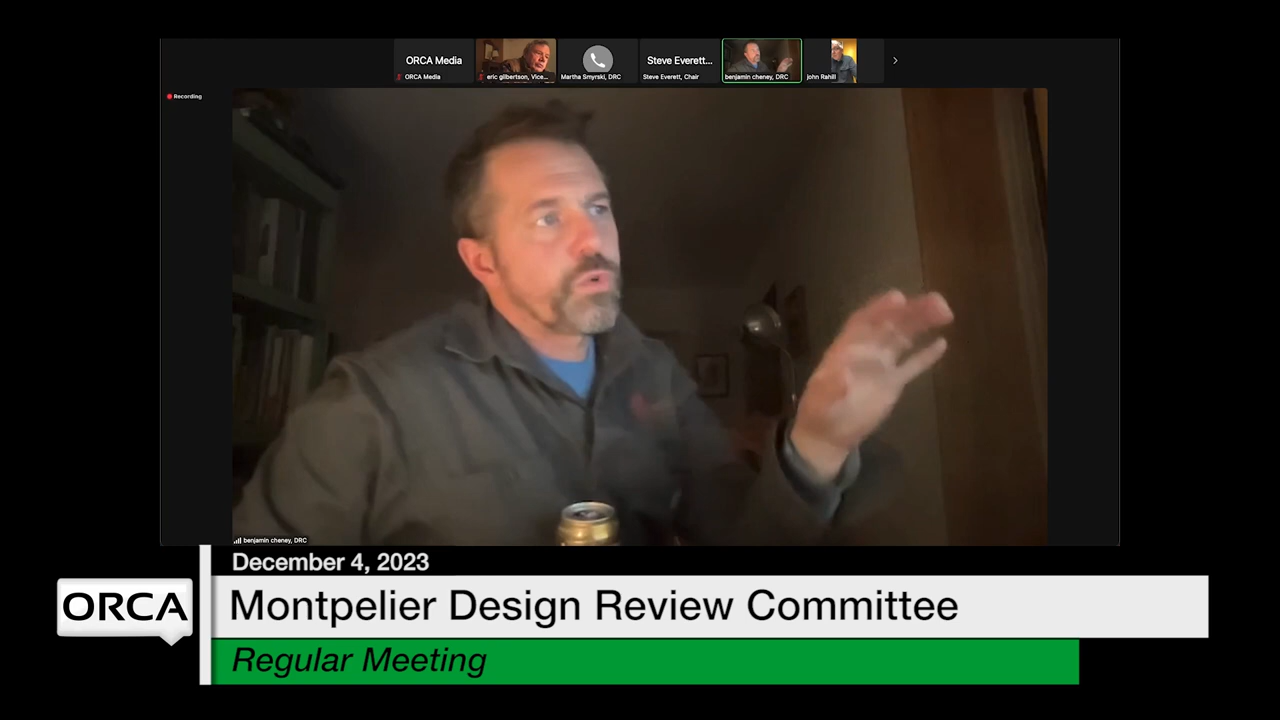 ORCA Media
Steve Everett...
ORCA Media
eric gilbertson, Vice...
Martha Smyrski, DRC
Steve Everett, Chair
benjamin cheney, DRC
john Rahill
Recording
benjamin cheney, DRC
December 4, 2023
ORCA
Montpelier Design Review Committee
Regular Meeting